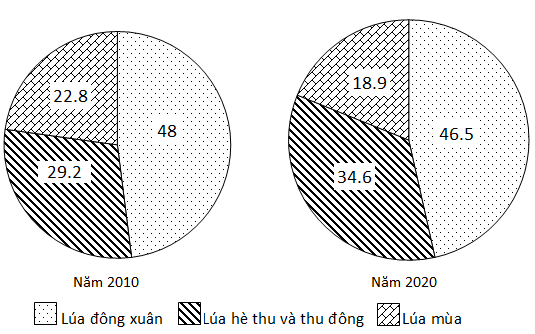 22.8
48
29.2
18.9
46.5
34.6
Năm 2010
Năm 2020
Lúa đông xuân
Lúa hè thu và thu đông
Lúa mùa